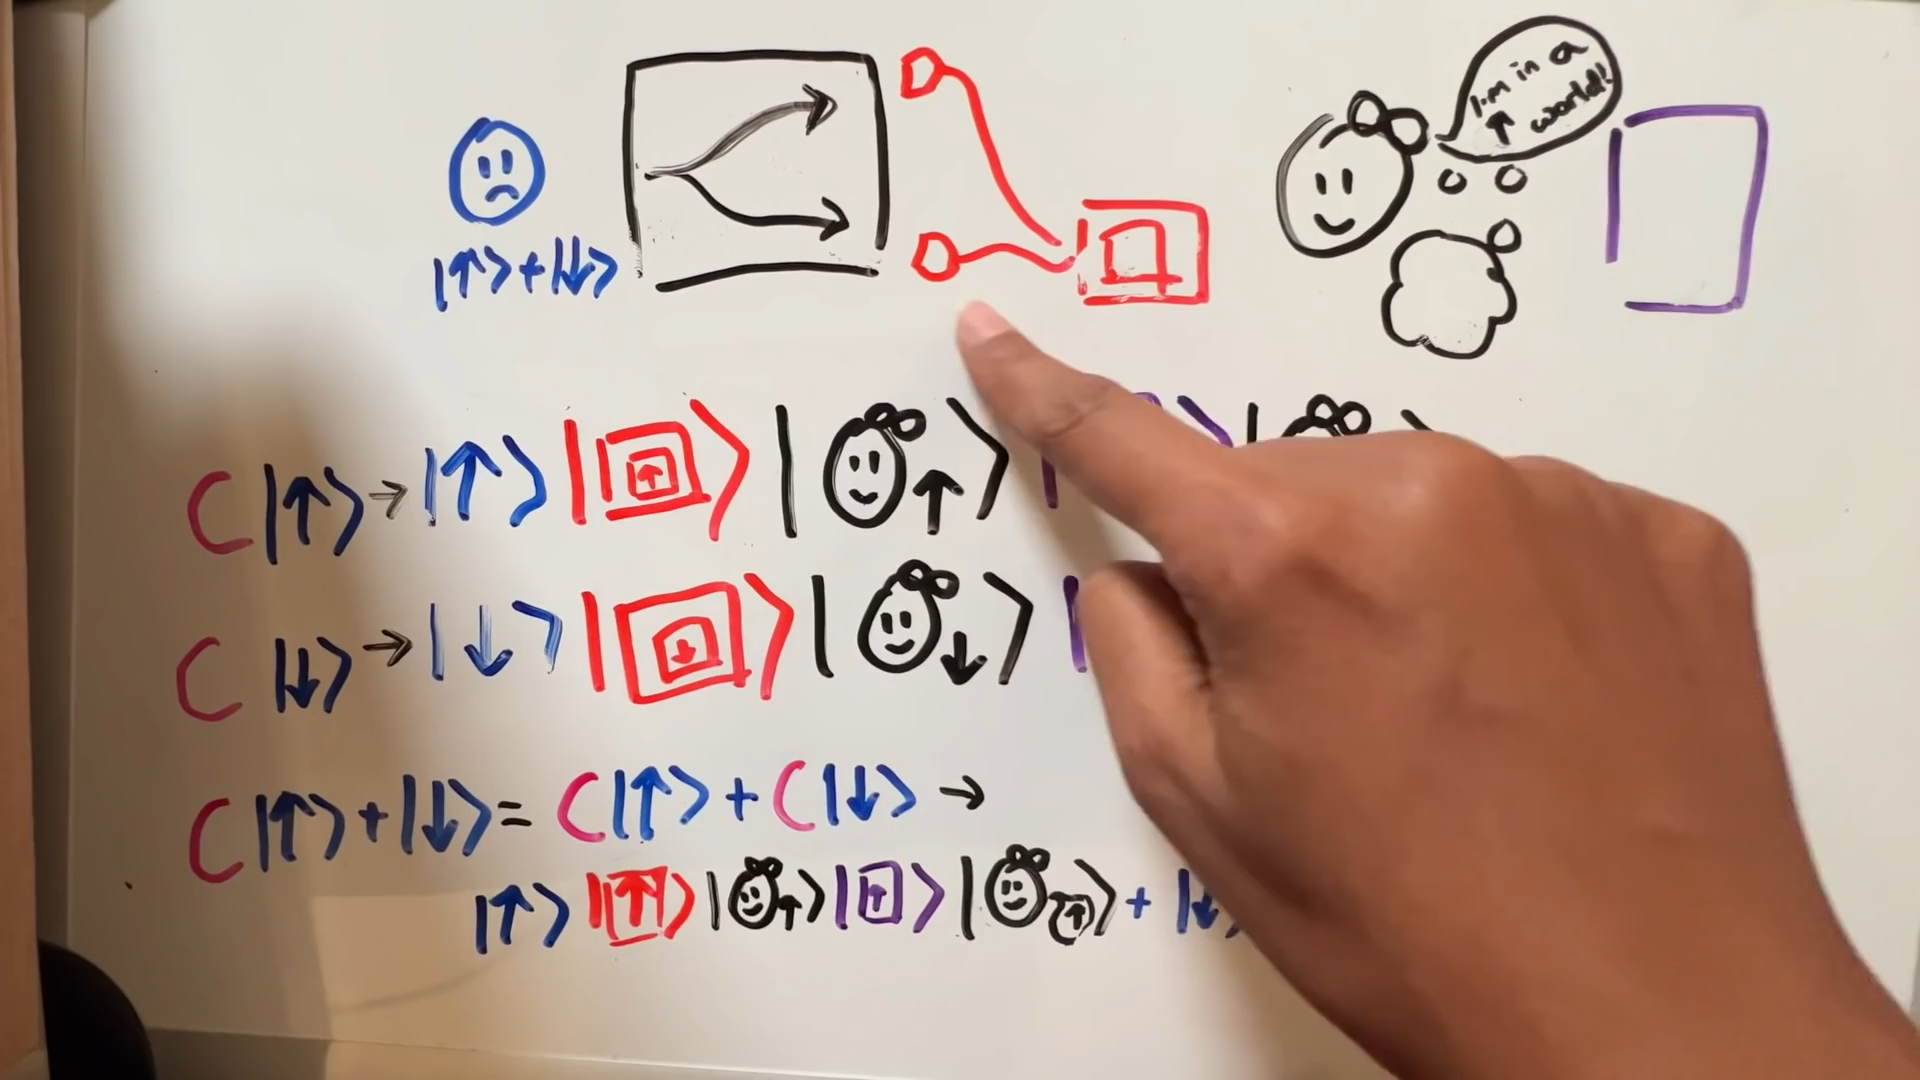 I'm in a
↑ world!
|↑⟩+|↓⟩
C|↑⟩→|↑⟩|↑⟩|↑⟩
C|↓⟩→|↓⟩|↓⟩|↓⟩
C|↑⟩+|↓⟩= C|↑⟩+C|↓⟩→
|↑⟩|↑⟩|↑⟩|↑⟩|↑⟩+|↓⟩